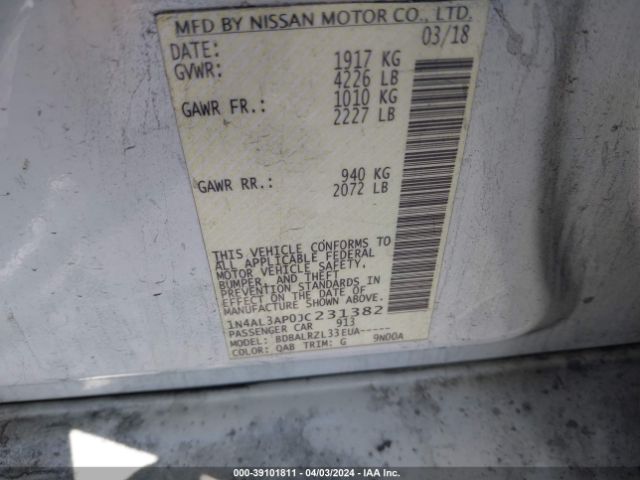 MFD BY NISSAN MOTOR CO., LTD.
DATE: 03/18
GVWR: 1917 KG
4226 LB
GAWR FR.: 1010 KG
2227 LB
GAWR RR.: 940 KG
2072 LB
THIS VEHICLE CONFORMS TO
ALL APPLICABLE FEDERAL
MOTOR VEHICLE SAFETY,
BUMPER, AND THEFT
PREVENTION STANDARDS IN
EFFECT ON THE DATE OF
MANUFACTURE SHOWN ABOVE.
1N4AL3AP0JC231382
PASSENGER CAR 913
MODEL: BDBALRZL33EUA-----
COLOR: QAB TRIM: G 9N00A
000-39101811 - 04/03/2024 - IAA Inc.